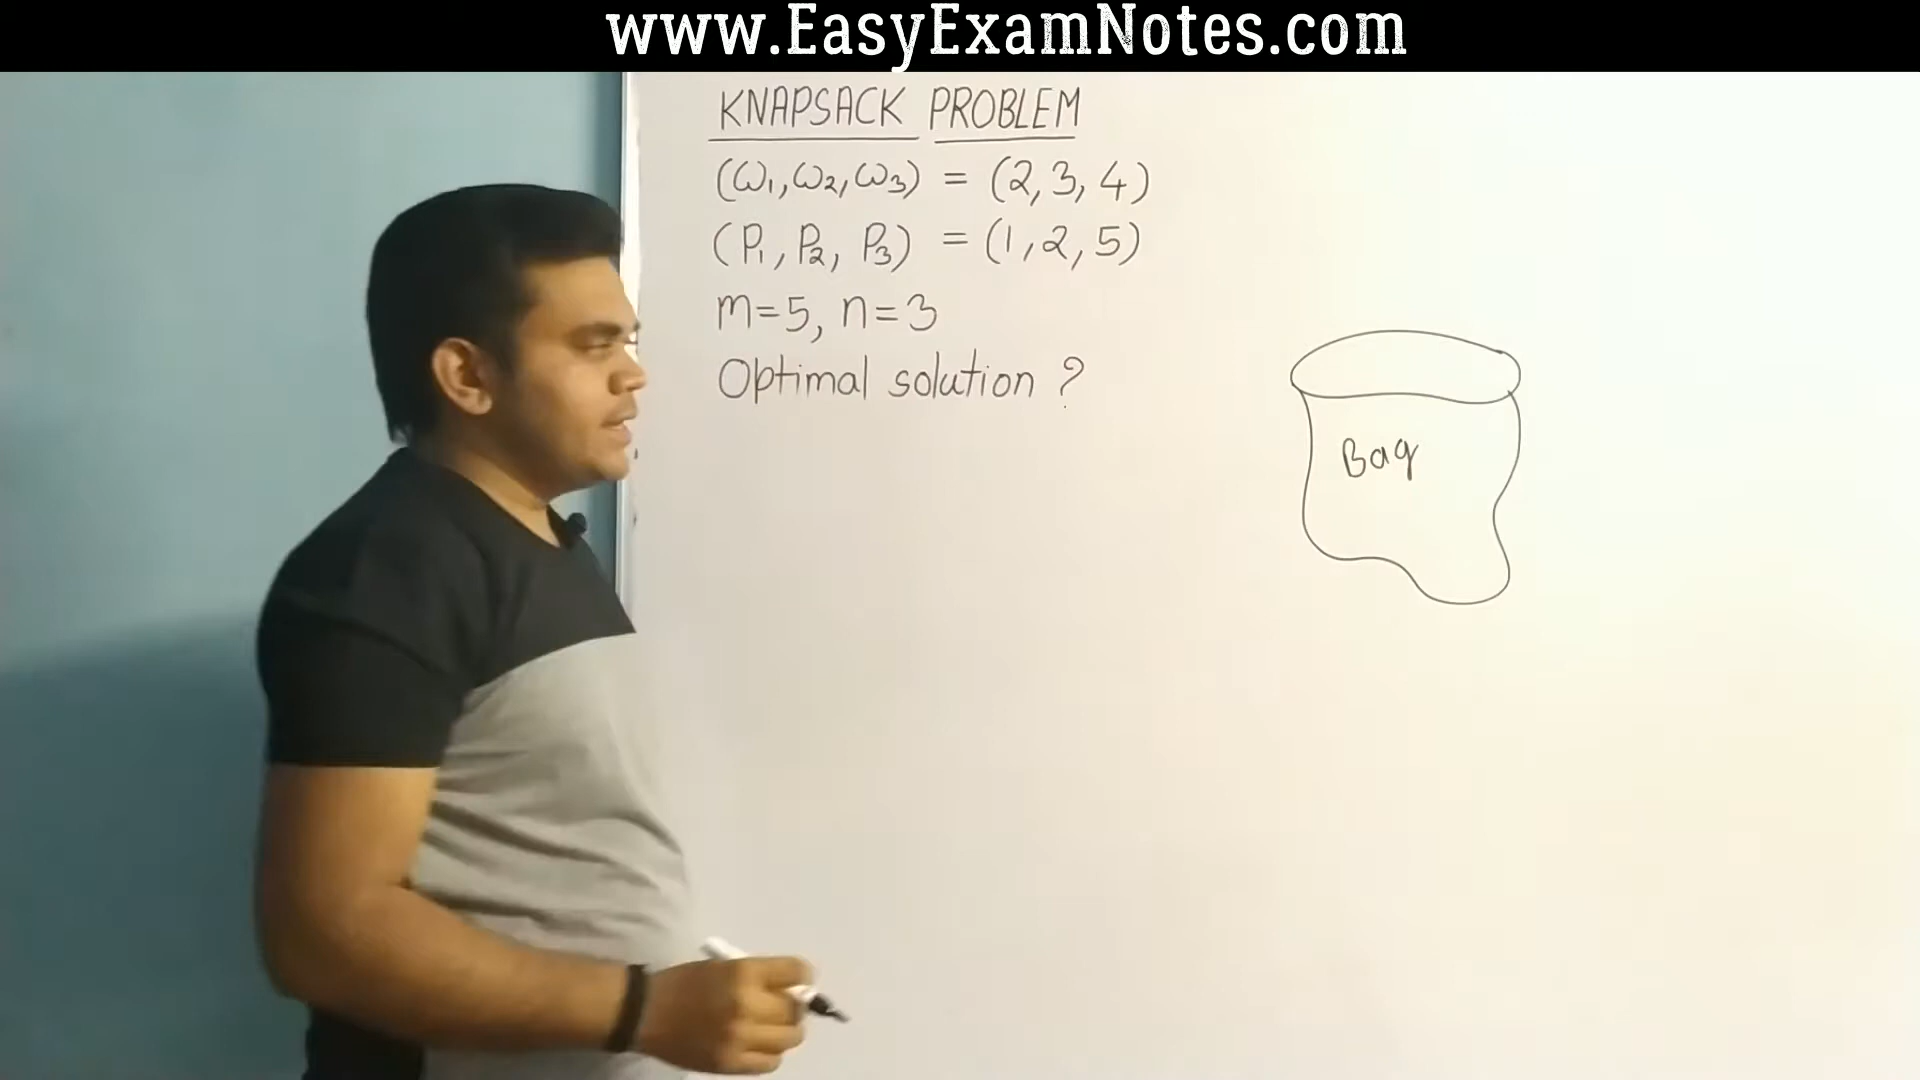 www.EasyExamNotes.com
KNAPSACK PROBLEM
(ω1, ω2, ω3) = (2, 3, 4)
(P1, P2, P3) = (1, 2, 5)
m=5, n=3
Optimal solution ?
Bag